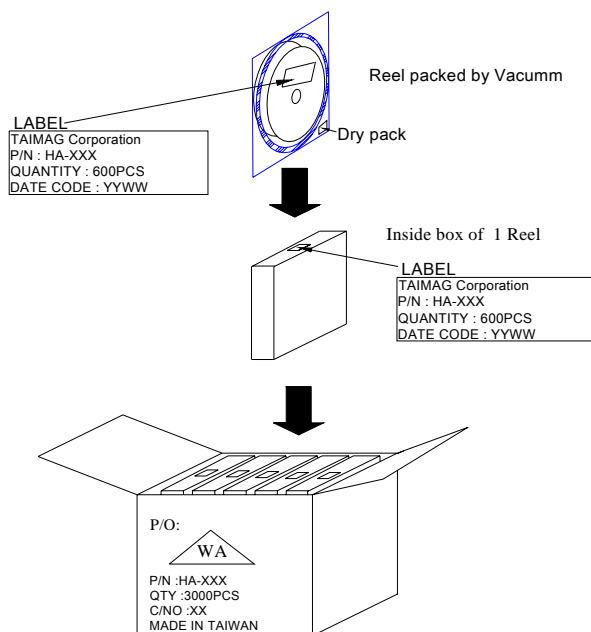 Reel packed by Vacumm
Dry pack
LABEL
TAIMAG Corporation
P/N : HA-XXX
QUANTITY : 600PCS
DATE CODE : YYWW
Inside box of 1 Reel
LABEL
TAIMAG Corporation
P/N : HA-XXX
QUANTITY : 600PCS
DATE CODE : YYWW
P/O:
WA
P/N :HA-XXX
QTY :3000PCS
C/NO :XX
MADE IN TAIWAN